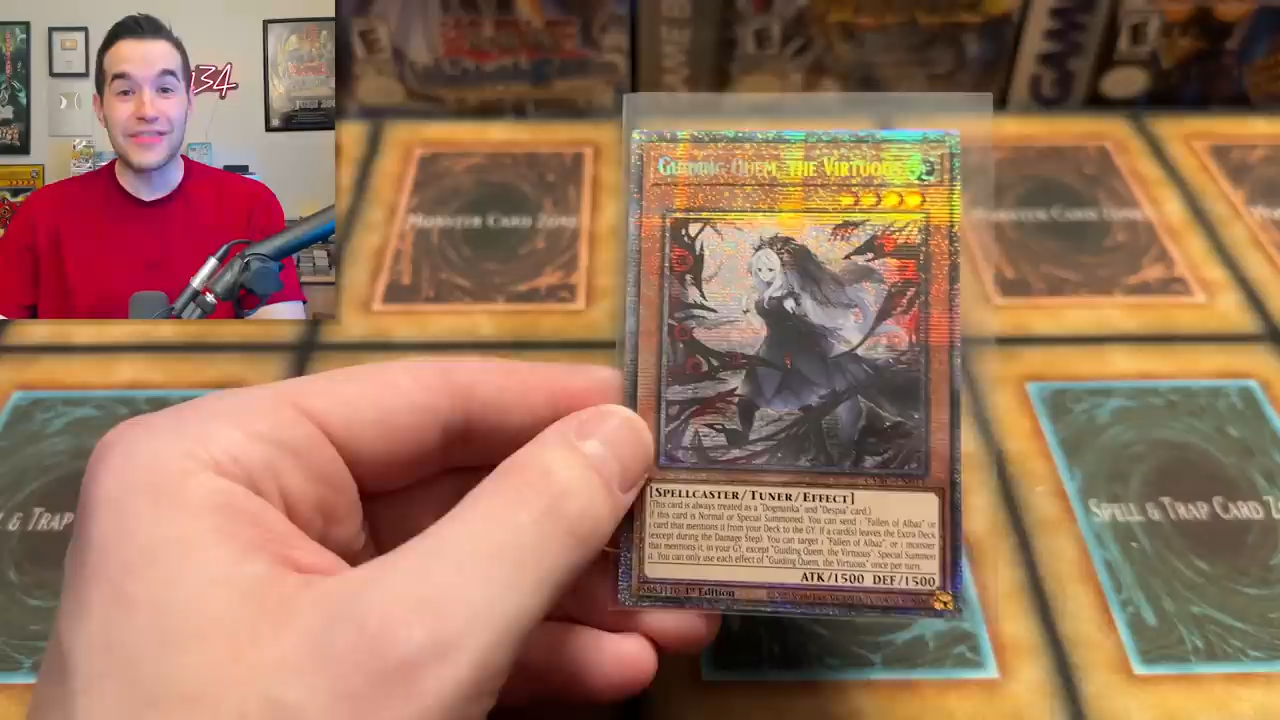 134
GAME
MONSTER CARD ZONE
GUIDING QUEM, THE VIRTUOUS
MONSTER CARD ZONE
[SPELLCASTER/TUNER/EFFECT]
(This card is always treated as a "Dogmatika" and "Despia" card.)
If this card is Normal or Special Summoned: You can send 1 "Fallen of Albaz" or
1 card that mentions it from your Deck to the GY. If a card(s) leaves the Extra Deck
(except during the Damage Step): You can target 1 "Fallen of Albaz", or 1 monster
that mentions it, in your GY, except "Guiding Quem, the Virtuous"; Special Summon
it. You can only use each effect of "Guiding Quem, the Virtuous" once per turn.
ATK/1500 DEF/1500
1st Edition
& TRAP
SPELL & TRAP CARD